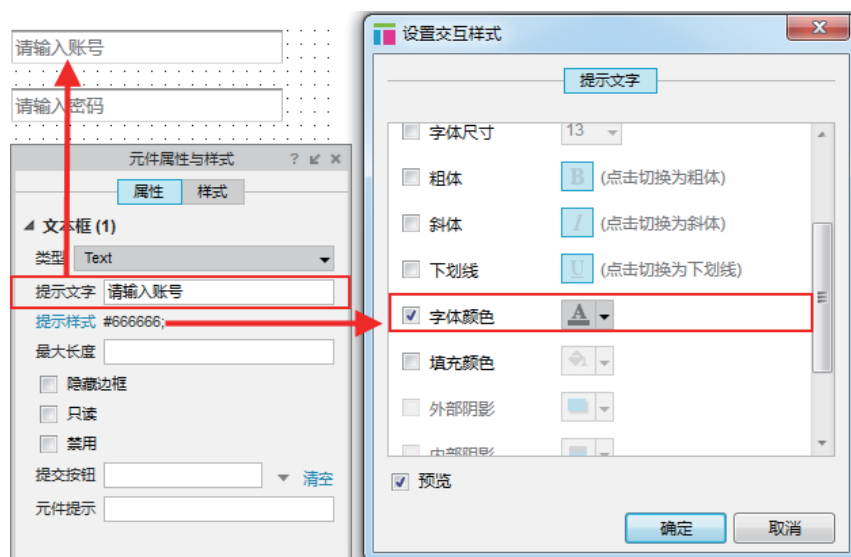 请输入账号
请输入密码
元件属性与样式
属性 样式
文本框 (1)
类型 Text
提示文字 请输入账号
提示样式 #666666;
最大长度
隐藏边框
只读
禁用
提交按钮 清空
元件提示
设置交互样式
提示文字
字体尺寸 13
粗体 B (点击切换为粗体)
斜体 I (点击切换为斜体)
下划线 U (点击切换为下划线)
字体颜色 A
填充颜色
外部阴影
内部阴影
预览
确定 取消